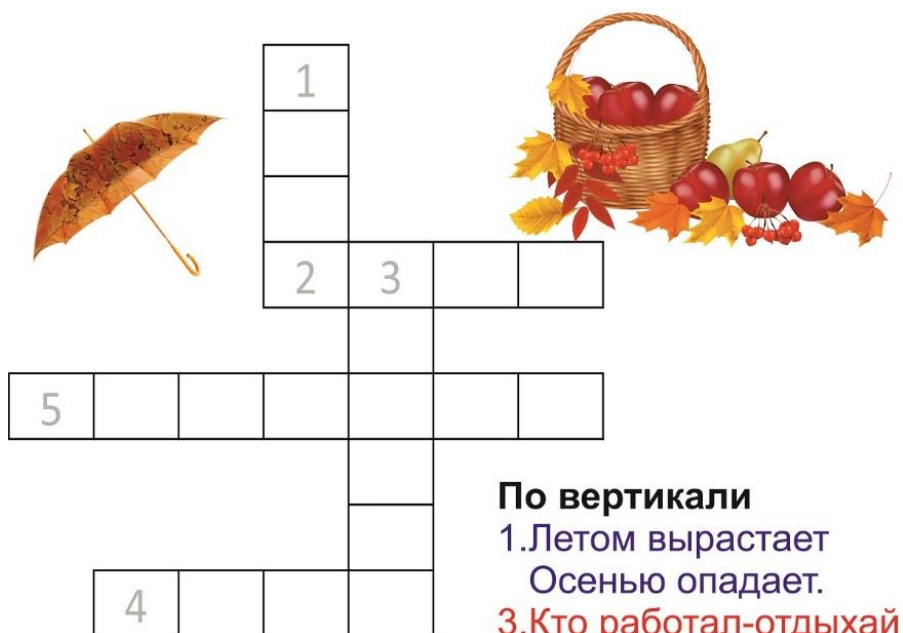 1
2 3
5
4
По вертикали
1.Летом вырастает
Осенью опадает.
3.Кто работал-отдыхай